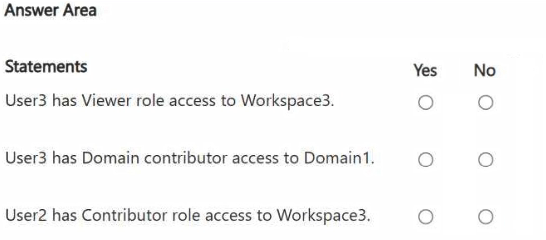 Answer Area
Statements Yes No
User3 has Viewer role access to Workspace3.
User3 has Domain contributor access to Domain1.
User2 has Contributor role access to Workspace3.